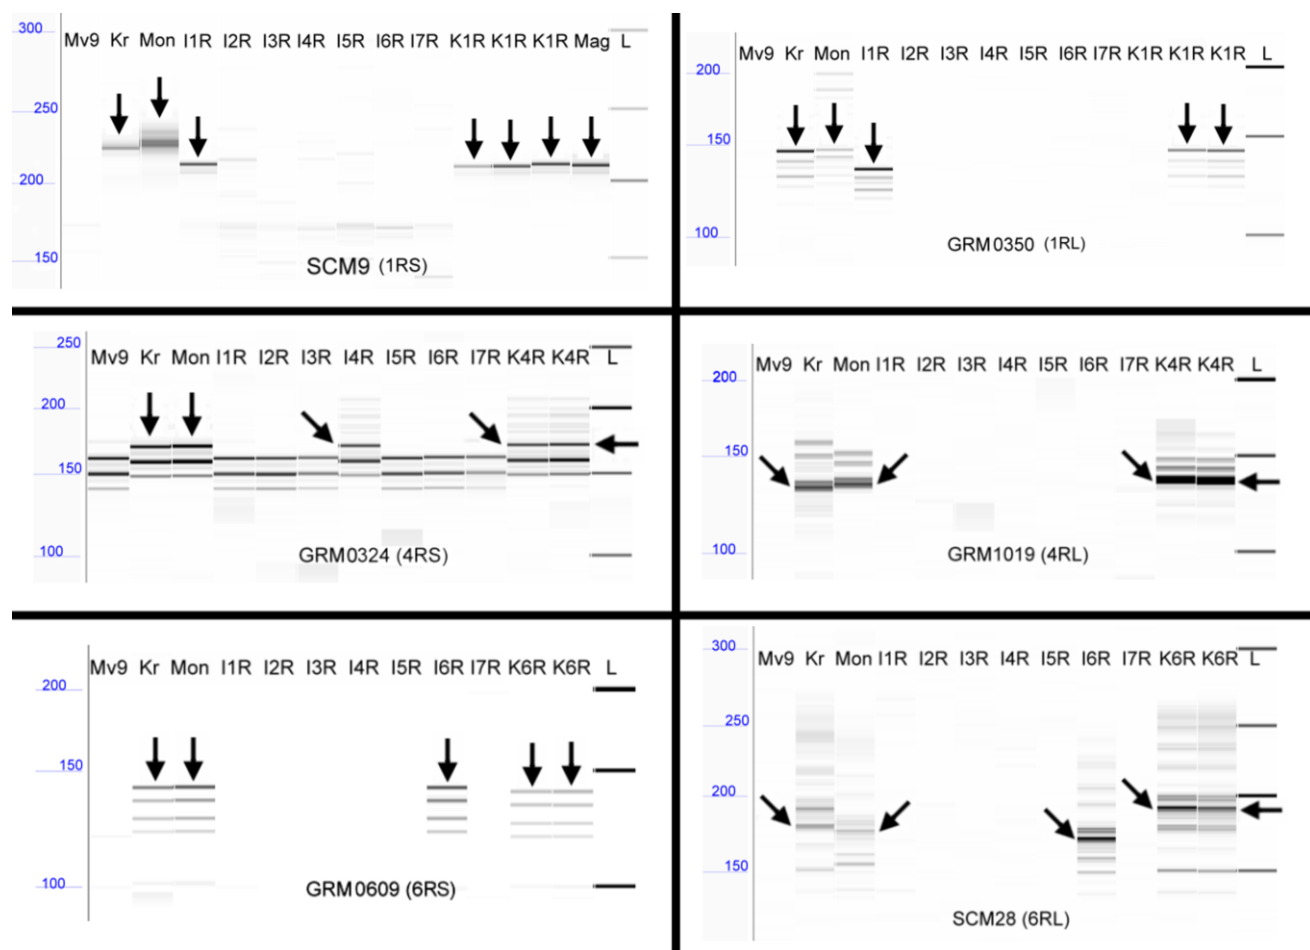 300
Mv9 Kr Mon I1R I2R I3R I4R I5R I6R I7R K1R K1R K1R Mag L
250
200
150
SCM9 (1RS)
Mv9 Kr Mon I1R I2R I3R I4R I5R I6R I7R K1R K1R K1R L
200
150
100
GRM0350 (1RL)
250
Mv9 Kr Mon I1R I2R I3R I4R I5R I6R I7R K4R K4R L
200
150
100
GRM0324 (4RS)
Mv9 Kr Mon I1R I2R I3R I4R I5R I6R I7R K4R K4R L
200
150
100
GRM1019 (4RL)
Mv9 Kr Mon I1R I2R I3R I4R I5R I6R I7R K6R K6R L
200
150
100
GRM0609 (6RS)
300
Mv9 Kr Mon I1R I2R I3R I4R I5R I6R I7R K6R K6R L
250
200
150
SCM28 (6RL)